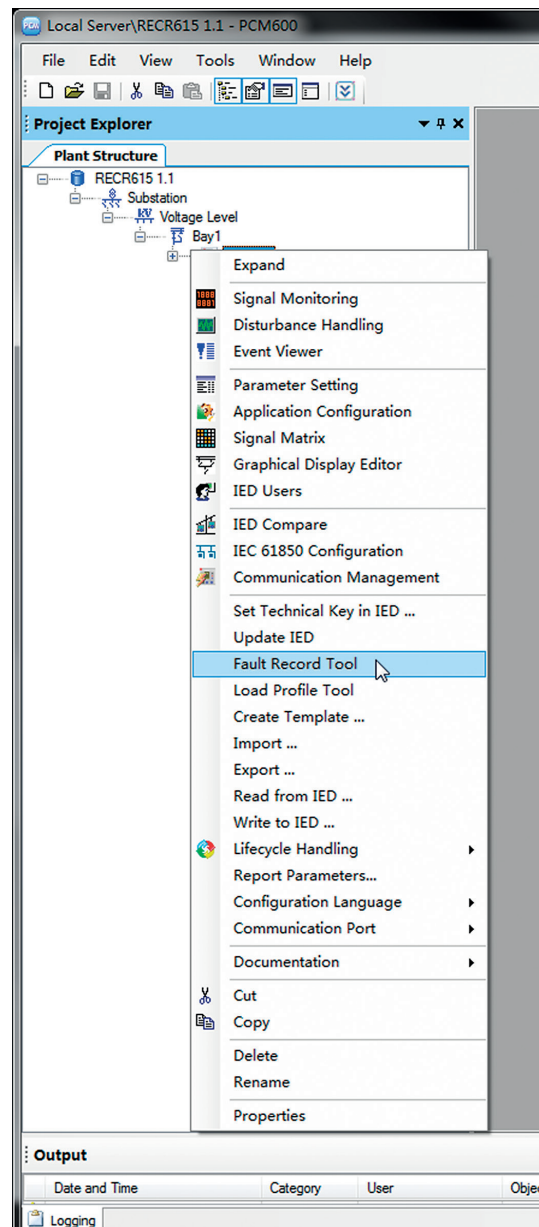 Local Server\RECR615 1.1 - PCM600
File Edit View Tools Window Help
Project Explorer
Plant Structure
RECR615 1.1
Substation
Voltage Level
Bay1
Expand
Signal Monitoring
Disturbance Handling
Event Viewer
Parameter Setting
Application Configuration
Signal Matrix
Graphical Display Editor
IED Users
IED Compare
IEC 61850 Configuration
Communication Management
Set Technical Key in IED ...
Update IED
Fault Record Tool
Load Profile Tool
Create Template ...
Import ...
Export ...
Read from IED ...
Write to IED ...
Lifecycle Handling
Report Parameters...
Configuration Language
Communication Port
Documentation
Cut
Copy
Delete
Rename
Properties
Output
Date and Time Category User Obje
Logging